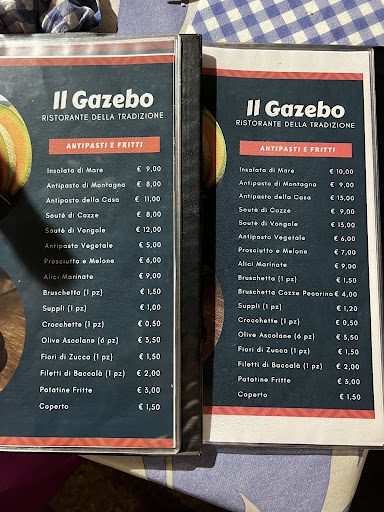 Il Gazebo
RISTORANTE DELLA TRADIZIONE
ANTIPASTI E FRITTI
Insalata di Mare € 9,00
Antipasto di Montagna € 8,00
Antipasto della Casa € 11,00
Sautè di Cozze € 8,00
Sautè di Vongole € 12,00
Antipasto Vegetale € 5,00
Prosciutto e Melone € 6,00
Alici Marinate € 9,00
Bruschetta (1 pz) € 1,50
Supplì (1 pz) € 1,00
Crocchette (1 pz) € 0,50
Olive Ascolane (6 pz) € 3,50
Fiori di Zucca (1 pz) € 1,50
Filetti di Baccalà (1 pz) € 2,00
Patatine Fritte € 3,00
Coperto € 1,50
Il Gazebo
RISTORANTE DELLA TRADIZIONE
ANTIPASTI E FRITTI
Insalata di Mare € 10,00
Antipasto di Montagna € 9,00
Antipasto della Casa € 13,00
Sautè di Cozze € 9,00
Sautè di Vongole € 13,00
Antipasto Vegetale € 6,00
Prosciutto e Melone € 7,00
Alici Marinate € 9,00
Bruschetta (1 pz) € 1,50
Bruschetta Cozze Pecorino € 4,00
Supplì (1 pz) € 1,20
Crocchette (1 pz) € 0,50
Olive Ascolane (6 pz) € 3,50
Fiori di Zucca (1 pz) € 1,50
Filetti di Baccalà (1 pz) € 2,00
Patatine Fritte € 3,00
Coperto € 1,50